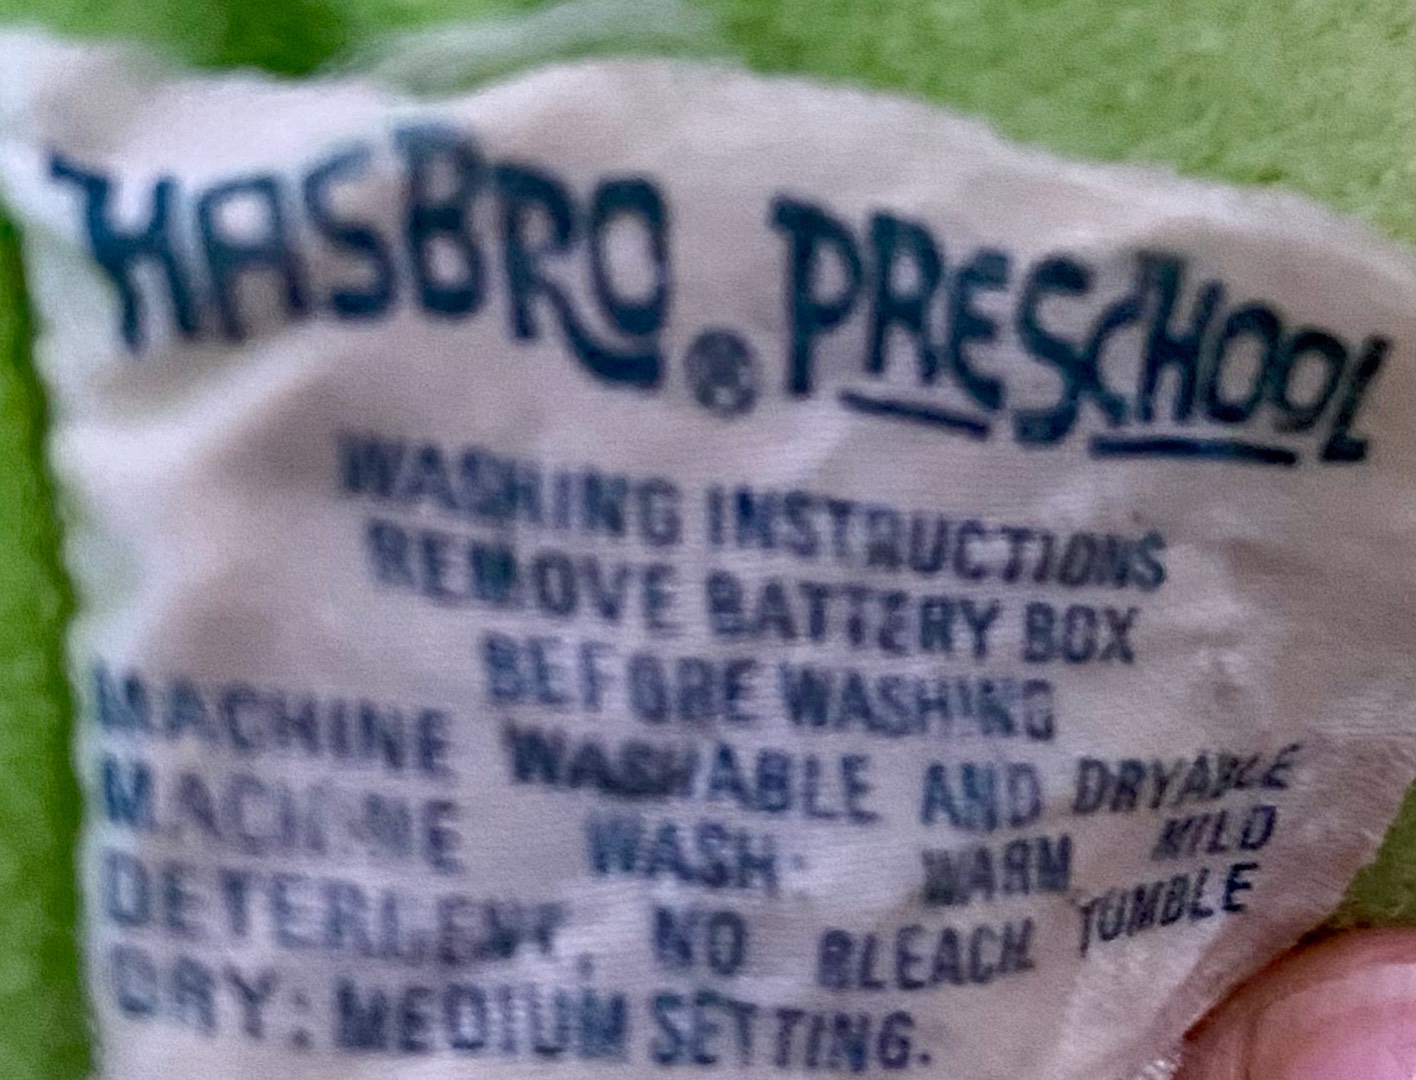 HASBRO® PRESCHOOL
WASHING INSTRUCTIONS
REMOVE BATTERY BOX
BEFORE WASHING
MACHINE WASHABLE AND DRYABLE
MACHINE WASH: WARM MILD
DETERGENT, NO BLEACH TUMBLE
DRY: MEDIUM SETTING.